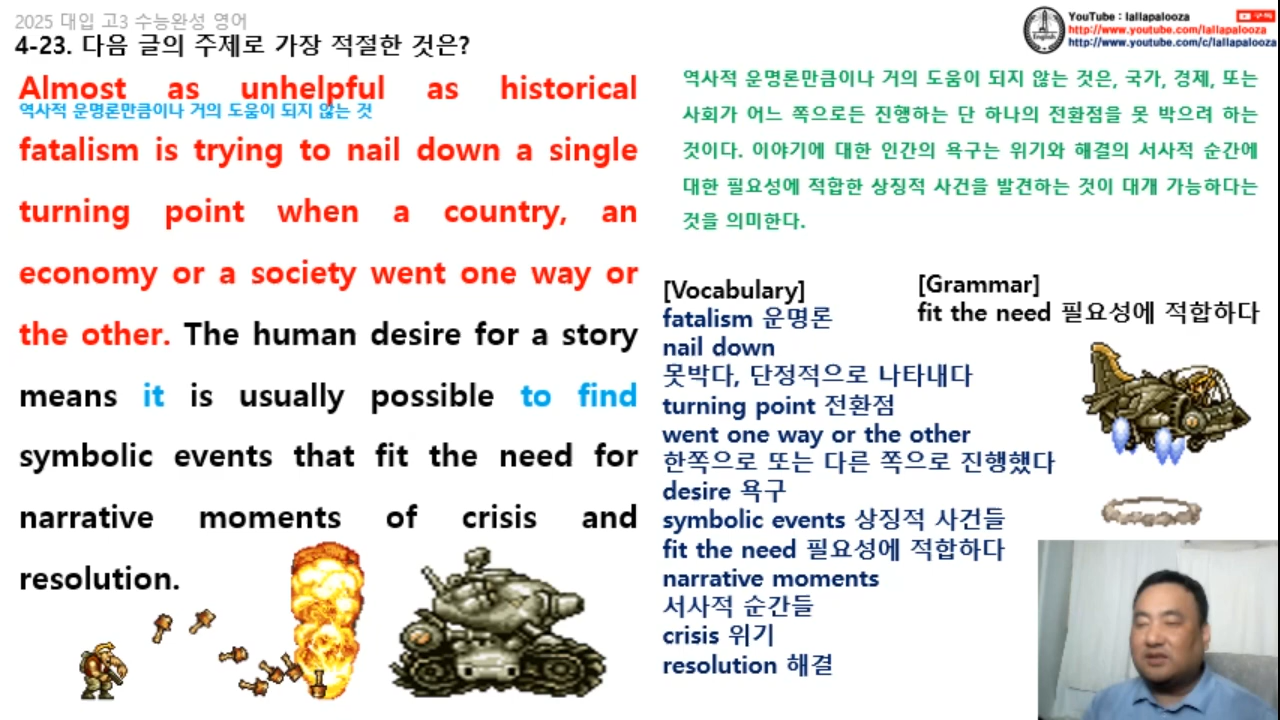 2025 대입 고3 수능완성 영어
4-23. 다음 글의 주제로 가장 적절한 것은?
Almost as unhelpful as historical
역사적 운명론만큼이나 거의 도움이 되지 않는 것
fatalism is trying to nail down a single
turning point when a country, an
economy or a society went one way or
the other. The human desire for a story
means it is usually possible to find
symbolic events that fit the need for
narrative moments of crisis and
resolution.
English
YouTube : lallapalooza
구독
http://www.youtube.com/lallapalooza
http://www.youtube.com/c/lallapalooza
역사적 운명론만큼이나 거의 도움이 되지 않는 것은, 국가, 경제, 또는
사회가 어느 쪽으로든 진행하는 단 하나의 전환점을 못 박으려 하는
것이다. 이야기에 대한 인간의 욕구는 위기와 해결의 서사적 순간에
대한 필요성에 적합한 상징적 사건을 발견하는 것이 대개 가능하다는
것을 의미한다.
[Vocabulary]
fatalism 운명론
nail down
못박다, 단정적으로 나타내다
turning point 전환점
went one way or the other
한쪽으로 또는 다른 쪽으로 진행했다
desire 욕구
symbolic events 상징적 사건들
fit the need 필요성에 적합하다
narrative moments
서사적 순간들
crisis 위기
resolution 해결
[Grammar]
fit the need 필요성에 적합하다